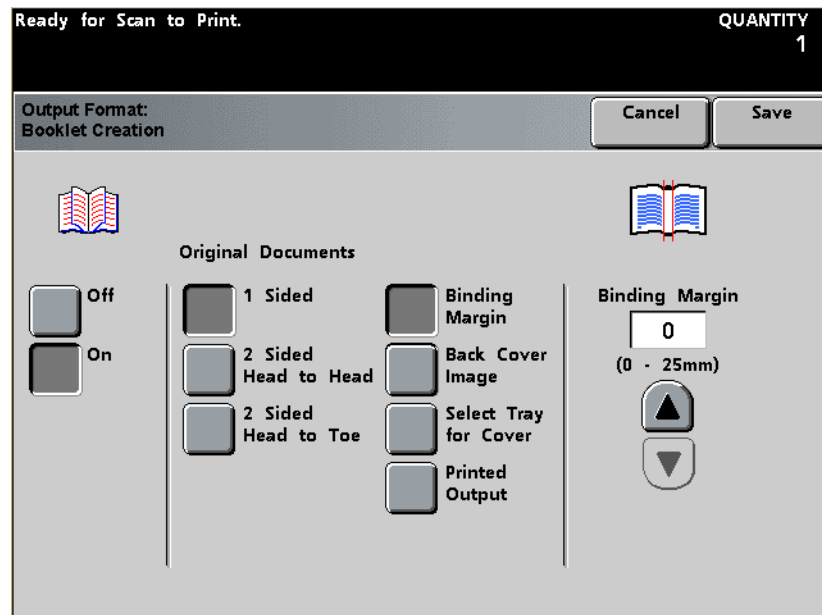 Ready for Scan to Print.
QUANTITY
1
Output Format:
Booklet Creation
Cancel
Save
Original Documents
Off
On
1 Sided
2 Sided
Head to Head
2 Sided
Head to Toe
Binding
Margin
Back Cover
Image
Select Tray
for Cover
Printed
Output
Binding Margin
0
(0 - 25mm)